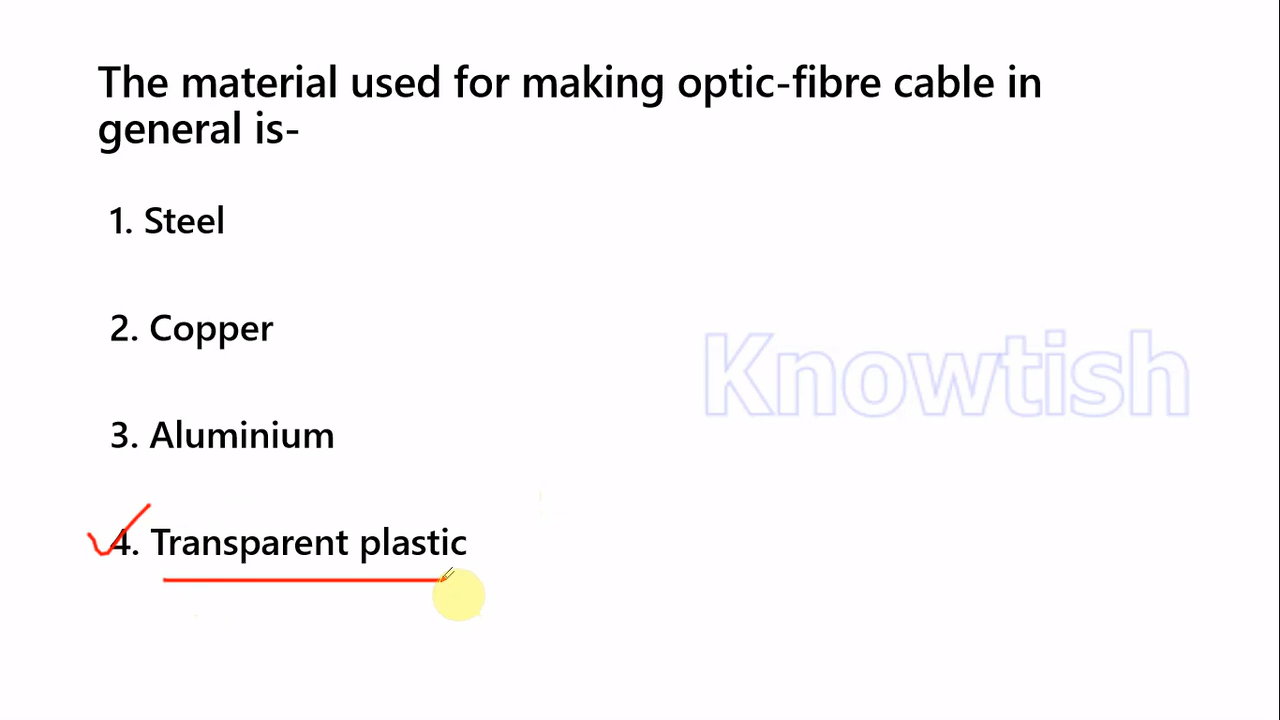 The material used for making optic-fibre cable in
general is-
1. Steel
2. Copper
Knowtish
3. Aluminium
4. Transparent plastic